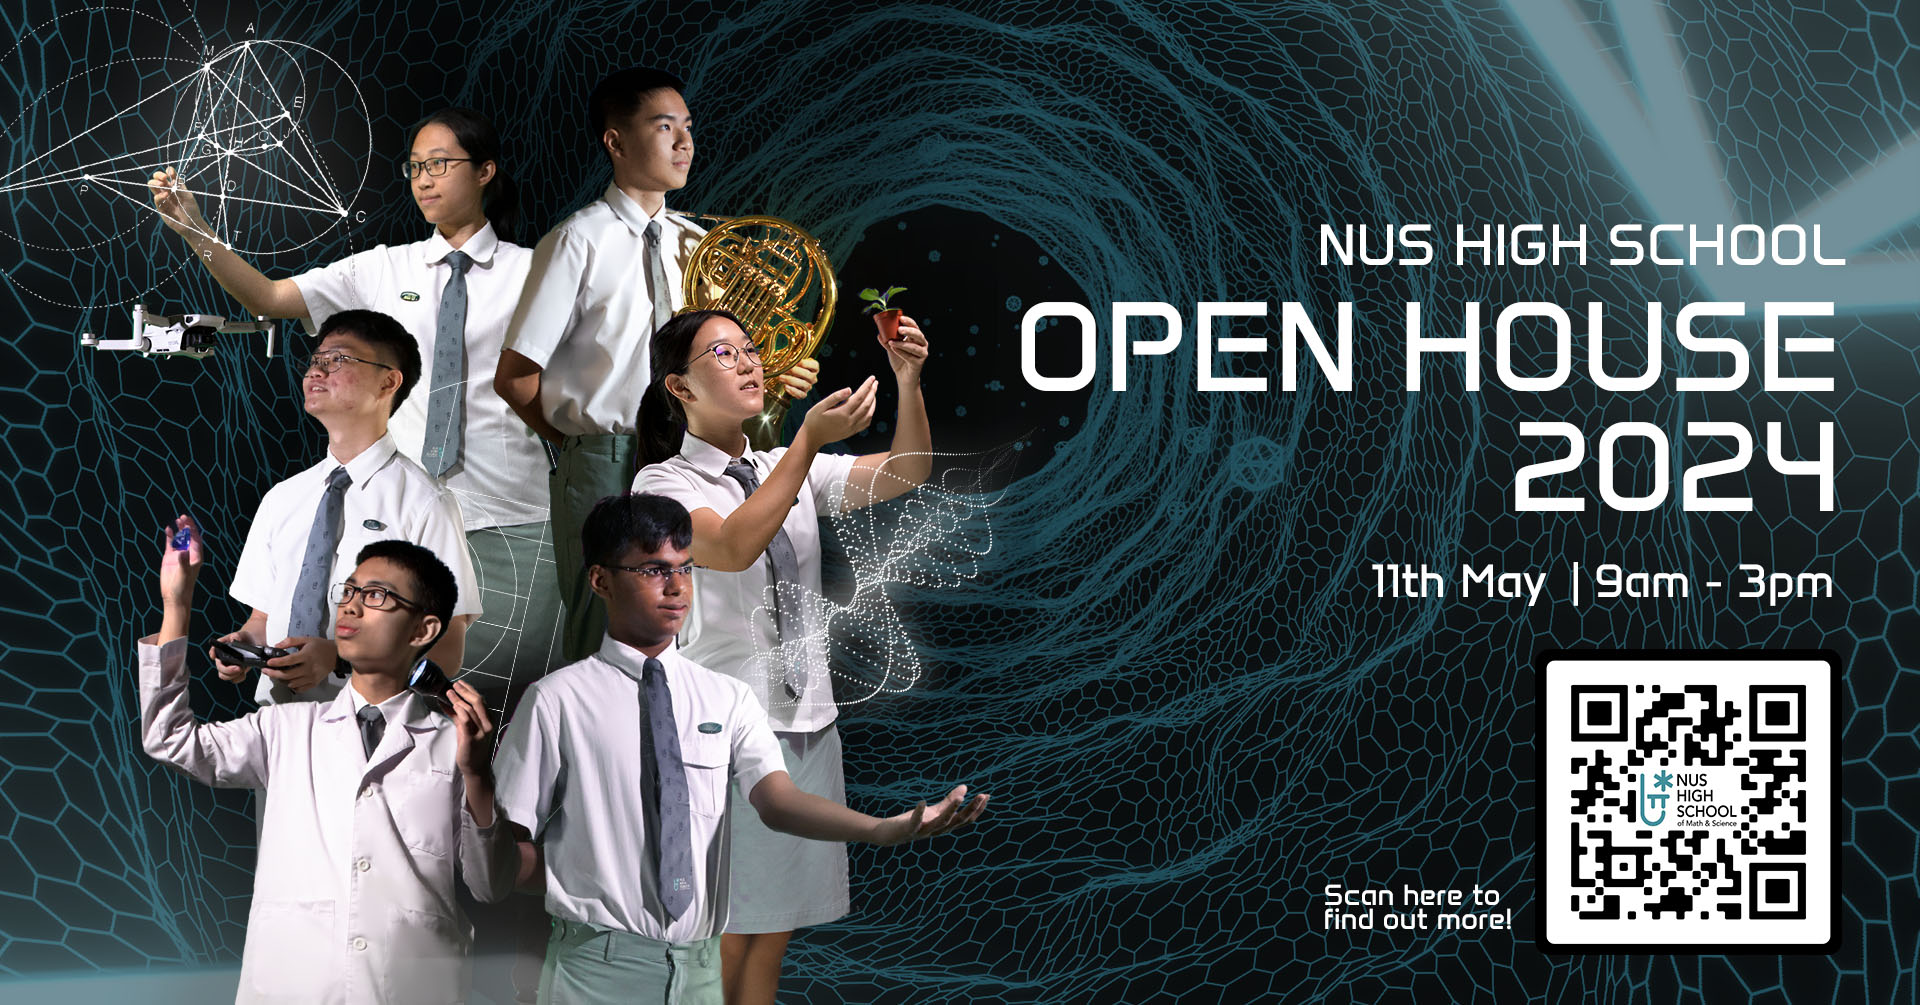 A
M
E
F
O
J
G
H
P
B
D
C
T
R
NUS HIGH SCHOOL
OPEN HOUSE
2024
11th May | 9am - 3pm
NUS
HIGH
SCHOOL
of Math & Science
Scan here to
find out more!